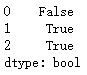 0    False
1     True
2     True
dtype: bool